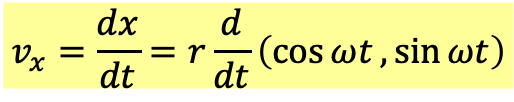 v_x = dx/dt = r d/dt (cos ωt , sin ωt)